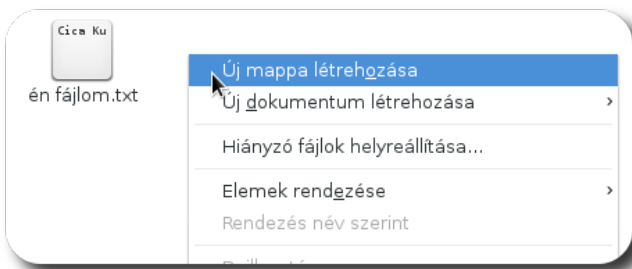 Cica Ku
én fájlom.txt
Új mappa létrehozása
Új dokumentum létrehozása
Hiányzó fájlok helyreállítása...
Elemek rendezése
Rendezés név szerint